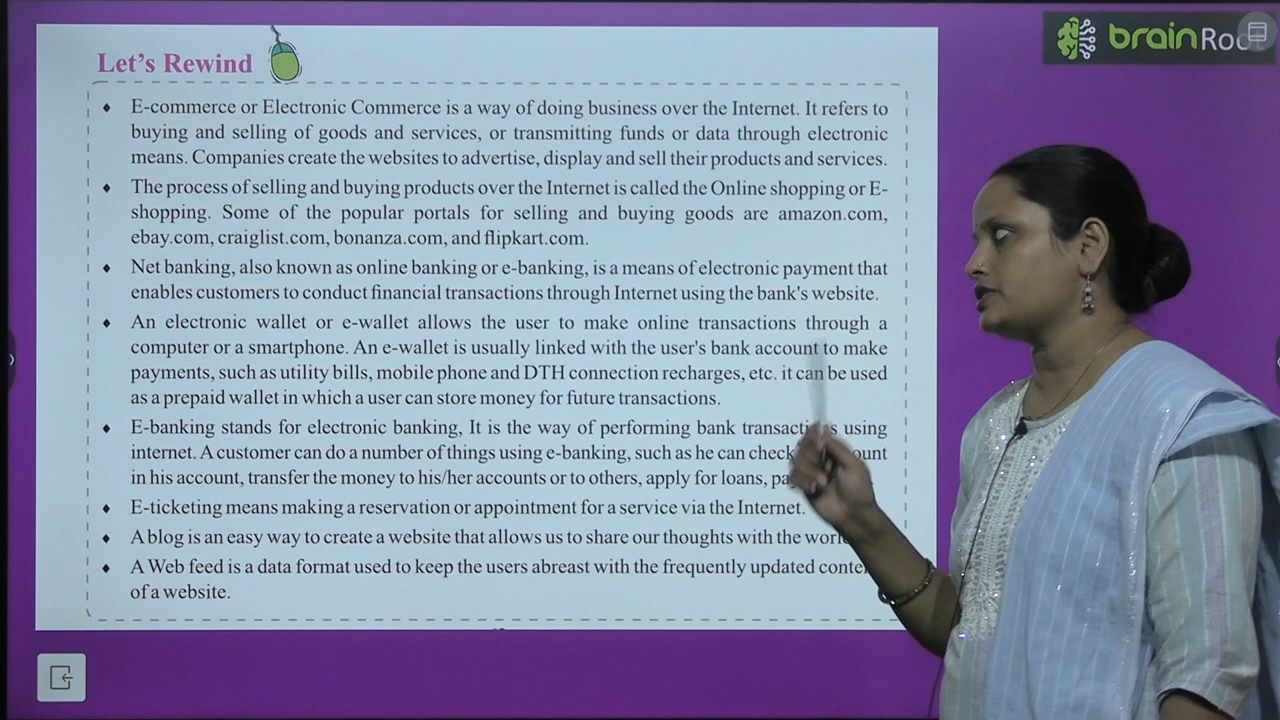 Let's Rewind
brainRoo
♦ E-commerce or Electronic Commerce is a way of doing business over the Internet. It refers to
buying and selling of goods and services, or transmitting funds or data through electronic
means. Companies create the websites to advertise, display and sell their products and services.
♦ The process of selling and buying products over the Internet is called the Online shopping or E-
shopping. Some of the popular portals for selling and buying goods are amazon.com,
ebay.com, craiglist.com, bonanza.com, and flipkart.com.
♦ Net banking, also known as online banking or e-banking, is a means of electronic payment that
enables customers to conduct financial transactions through Internet using the bank's website.
♦ An electronic wallet or e-wallet allows the user to make online transactions through a
computer or a smartphone. An e-wallet is usually linked with the user's bank account to make
payments, such as utility bills, mobile phone and DTH connection recharges, etc. it can be used
as a prepaid wallet in which a user can store money for future transactions.
♦ E-banking stands for electronic banking, It is the way of performing bank using
internet. A customer can do a number of things using e-banking, such as he can check
in his account, transfer the money to his/her accounts or to others, apply for loans,
♦ E-ticketing means making a reservation or appointment for a service via the Internet.
♦ A blog is an easy way to create a website that allows us to share our thoughts with the
♦ A Web feed is a data format used to keep the users abreast with the frequently updated
of a website.